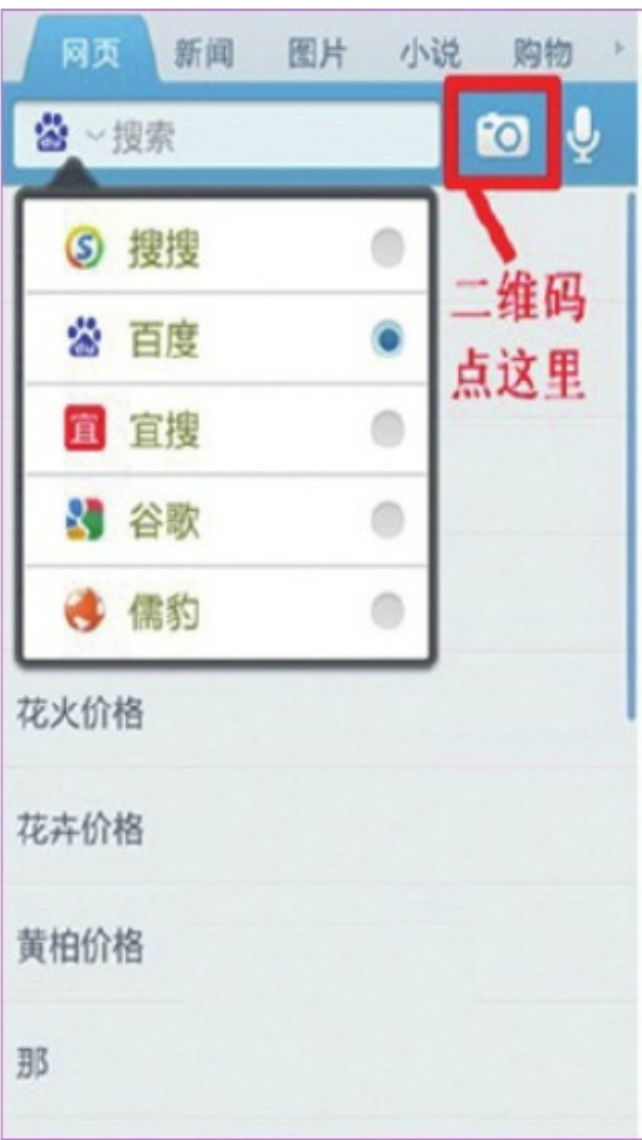 网页 新闻 图片 小说 购物
du 搜索
搜搜
二维码
点这里
du 百度
宜 宜搜
谷歌
儒豹
花火价格
花卉价格
黄柏价格
那